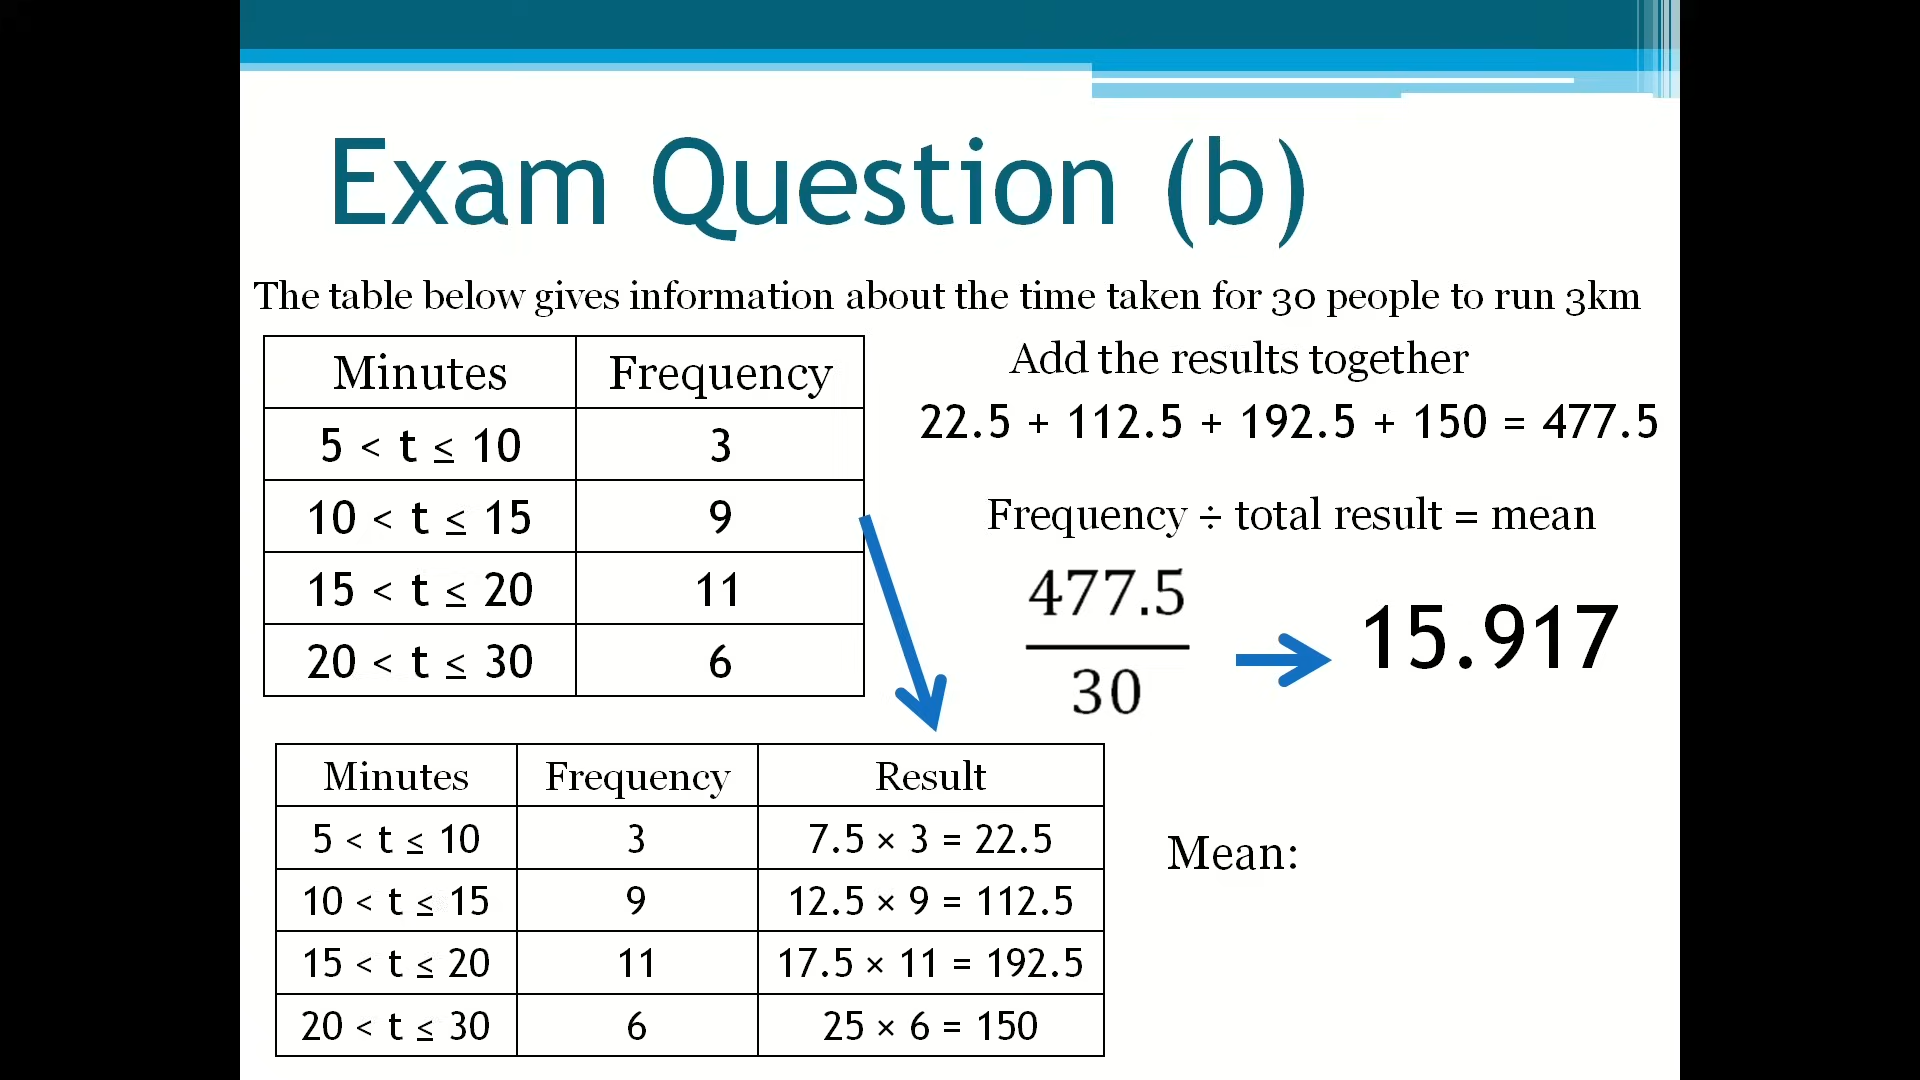 Exam Question (b)
The table below gives information about the time taken for 30 people to run 3km
Minutes Frequency
5 < t ≤ 10 3
10 < t ≤ 15 9
15 < t ≤ 20 11
20 < t ≤ 30 6
Add the results together
22.5 + 112.5 + 192.5 + 150 = 477.5
Frequency ÷ total result = mean
477.5
30
15.917
Minutes Frequency Result
5 < t ≤ 10 3 7.5 × 3 = 22.5
10 < t ≤ 15 9 12.5 × 9 = 112.5
15 < t ≤ 20 11 17.5 × 11 = 192.5
20 < t ≤ 30 6 25 × 6 = 150
Mean: